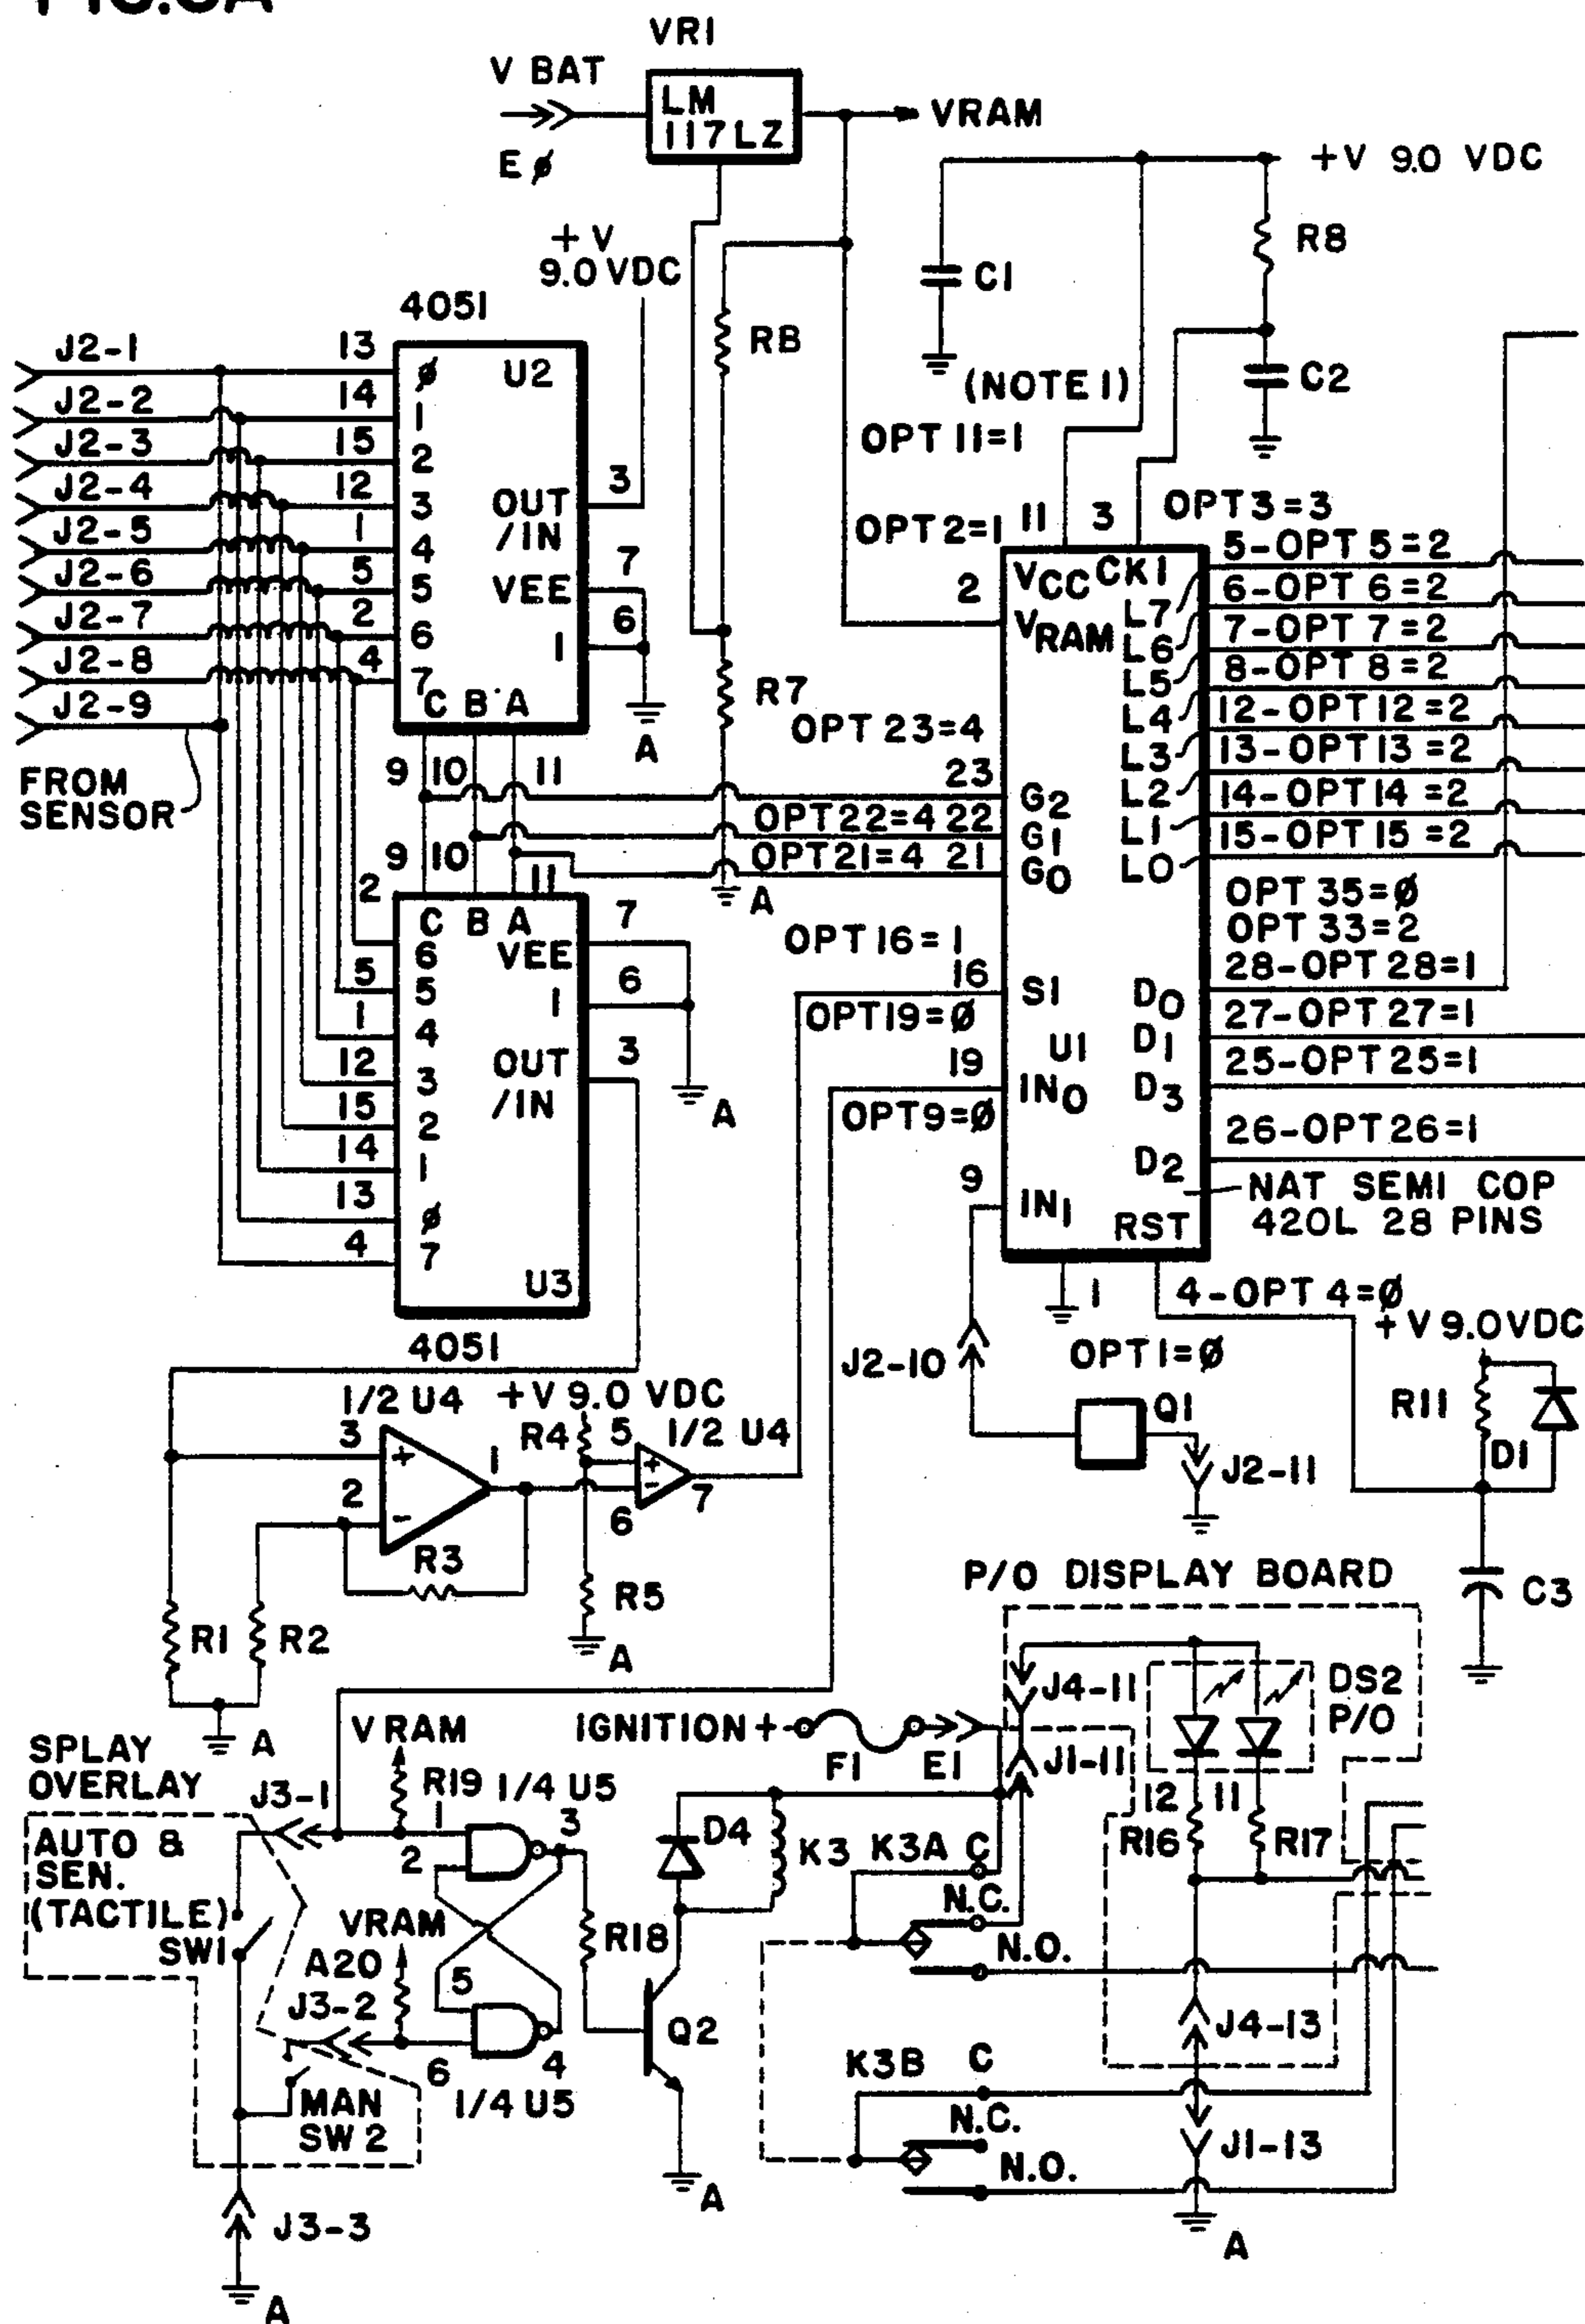 VR1
V BAT
LM
117LZ
VRAM
EØ
+V 9.0 VDC
+V
9.0 VDC
R8
C1
4051
RB
C2
(NOTE 1)
J2-1
J2-2
J2-3
J2-4
J2-5
J2-6
J2-7
J2-8
J2-9
13
14
15
12
1
5
2
4
Ø
1
2
3
4
5
6
7
U2
OUT
/IN
VEE
1
C B A
3
7
6
A
FROM
SENSOR
OPT 11=1
OPT 2=1
11
3
OPT 3=3
2
VCC
CK1
VRAM
L7
L6
L5
L4
L3
L2
L1
L0
5-OPT 5=2
6-OPT 6=2
7-OPT 7=2
8-OPT 8=2
12-OPT 12=2
13-OPT 13=2
14-OPT 14=2
15-OPT 15=2
R7
OPT 23=4
23
G2
OPT22=4 22
G1
OPT21=4 21
G0
A
9 10 11
9 10 11
OPT 35=Ø
OPT 33=2
28-OPT 28=1
27-OPT 27=1
25-OPT 25=1
26-OPT 26=1
D0
D1
D3
D2
OPT 16=1
16
S1
OPT19=Ø
19
U1
IN0
OPT9=Ø
9
IN1
RST
NAT SEMI COP
420L 28 PINS
2
5
1
12
15
14
13
4
C B A
6
5
4
3
2
1
Ø
7
VEE
1
OUT
/IN
U3
7
6
3
A
4051
1
4-OPT 4=Ø
OPT 1=Ø
+V 9.0VDC
J2-10
Q1
J2-11
R11
D1
C3
1/2 U4
+V 9.0 VDC
3
+
2
-
1
R4
5
1/2 U4
+
-
6
7
R3
R5
A
R1
R2
A
P/O DISPLAY BOARD
J4-11
DS2
P/O
IGNITION+
F1
E1
J1-11
12
11
R16
R17
SPLAY
OVERLAY
VRAM
R19
1/4 U5
J3-1
1
2
3
AUTO &
SEN.
(TACTILE)
SW1
VRAM
A20
J3-2
5
6
4
1/4 U5
MAN
SW 2
J3-3
A
R18
Q2
A
D4
K3
K3A
C
N.C.
N.O.
K3B
C
N.C.
N.O.
J4-13
J1-13
A